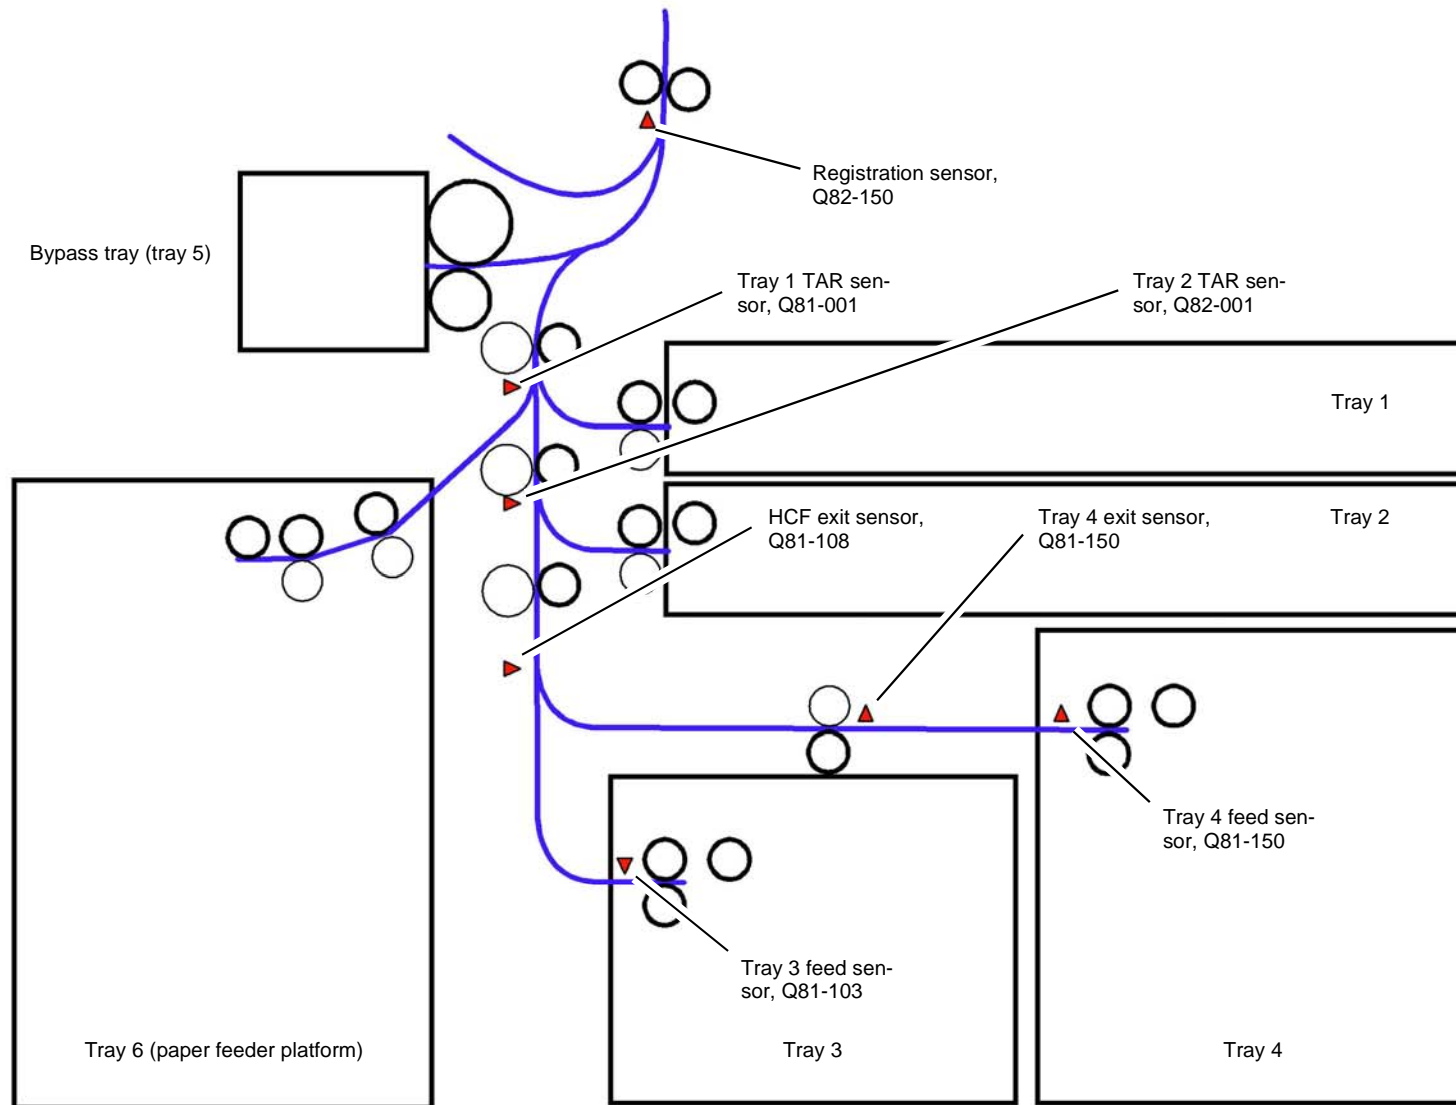 Registration sensor,
Q82-150
Bypass tray (tray 5)
Tray 1 TAR sen-
sor, Q81-001
Tray 2 TAR sen-
sor, Q82-001
Tray 1
HCF exit sensor,
Q81-108
Tray 4 exit sensor,
Q81-150
Tray 2
Tray 4 feed sen-
sor, Q81-150
Tray 3 feed sen-
sor, Q81-103
Tray 6 (paper feeder platform)
Tray 3
Tray 4